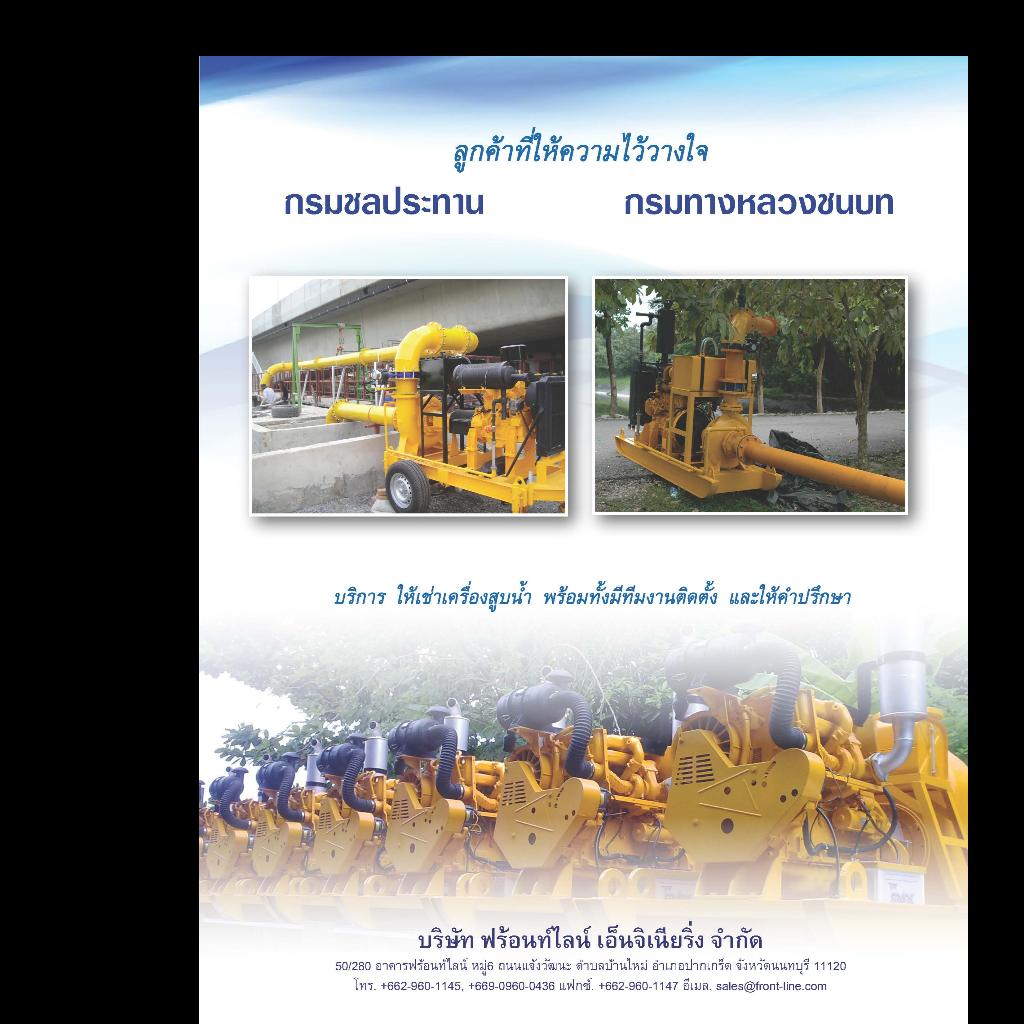 ลูกค้าที่ให้ความไว้วางใจ
กรมชลประทาน กรมทางหลวงชนบท
บริการ ให้เช่าเครื่องสูบน้ำ พร้อมทั้งมีทีมงานติดตั้ง และให้คำปรึกษา
บริษัท ฟร้อนท์ไลน์ เอ็นจิเนียริ่ง จำกัด
50/280 อาคารฟร้อนท์ไลน์ หมู่6 ถนนแจ้งวัฒนะ ตำบลบ้านใหม่ อำเภอปากเกร็ด จังหวัดนนทบุรี 11120
โทร. +662-960-1145, +669-0960-0436 แฟกซ์. +662-960-1147 อีเมล. sales@front-line.com